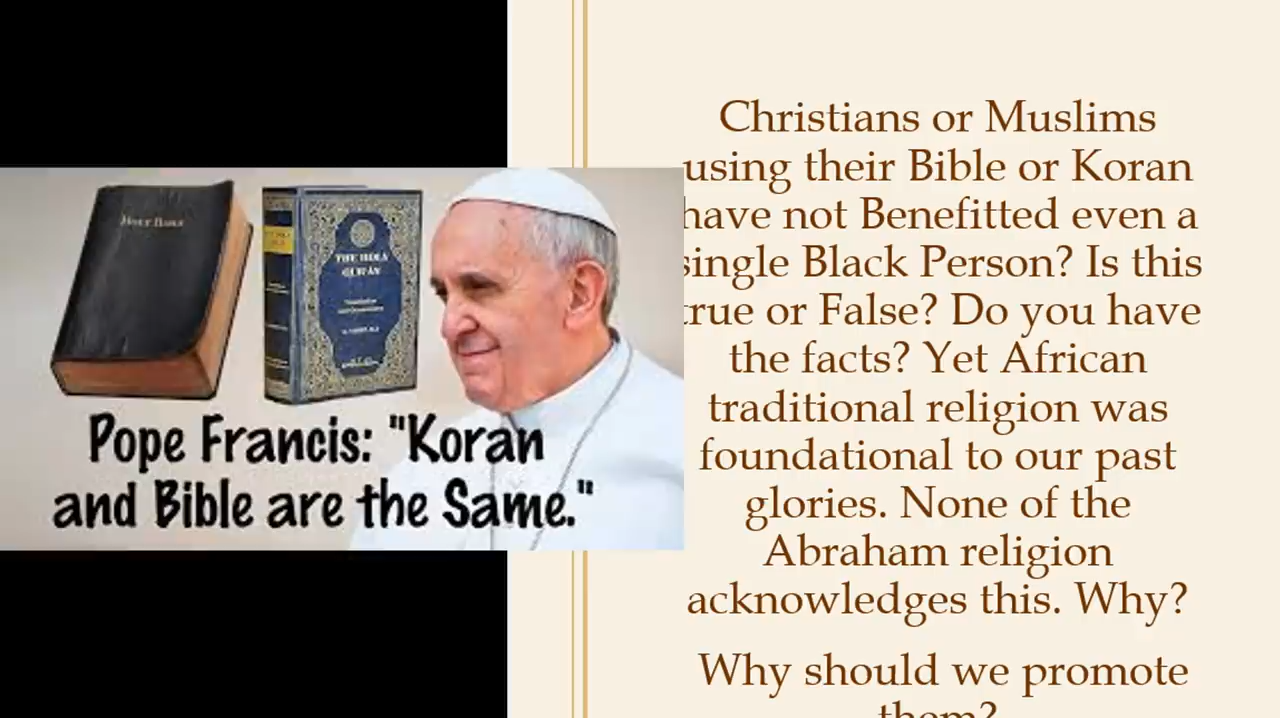 HOLY BIBLE
THE HOLY
QUR'AN
Pope Francis: "Koran
and Bible are the Same."
Christians or Muslims
using their Bible or Koran
have not Benefitted even a
single Black Person? Is this
true or False? Do you have
the facts? Yet African
traditional religion was
foundational to our past
glories. None of the
Abraham religion
acknowledges this. Why?
Why should we promote
them?